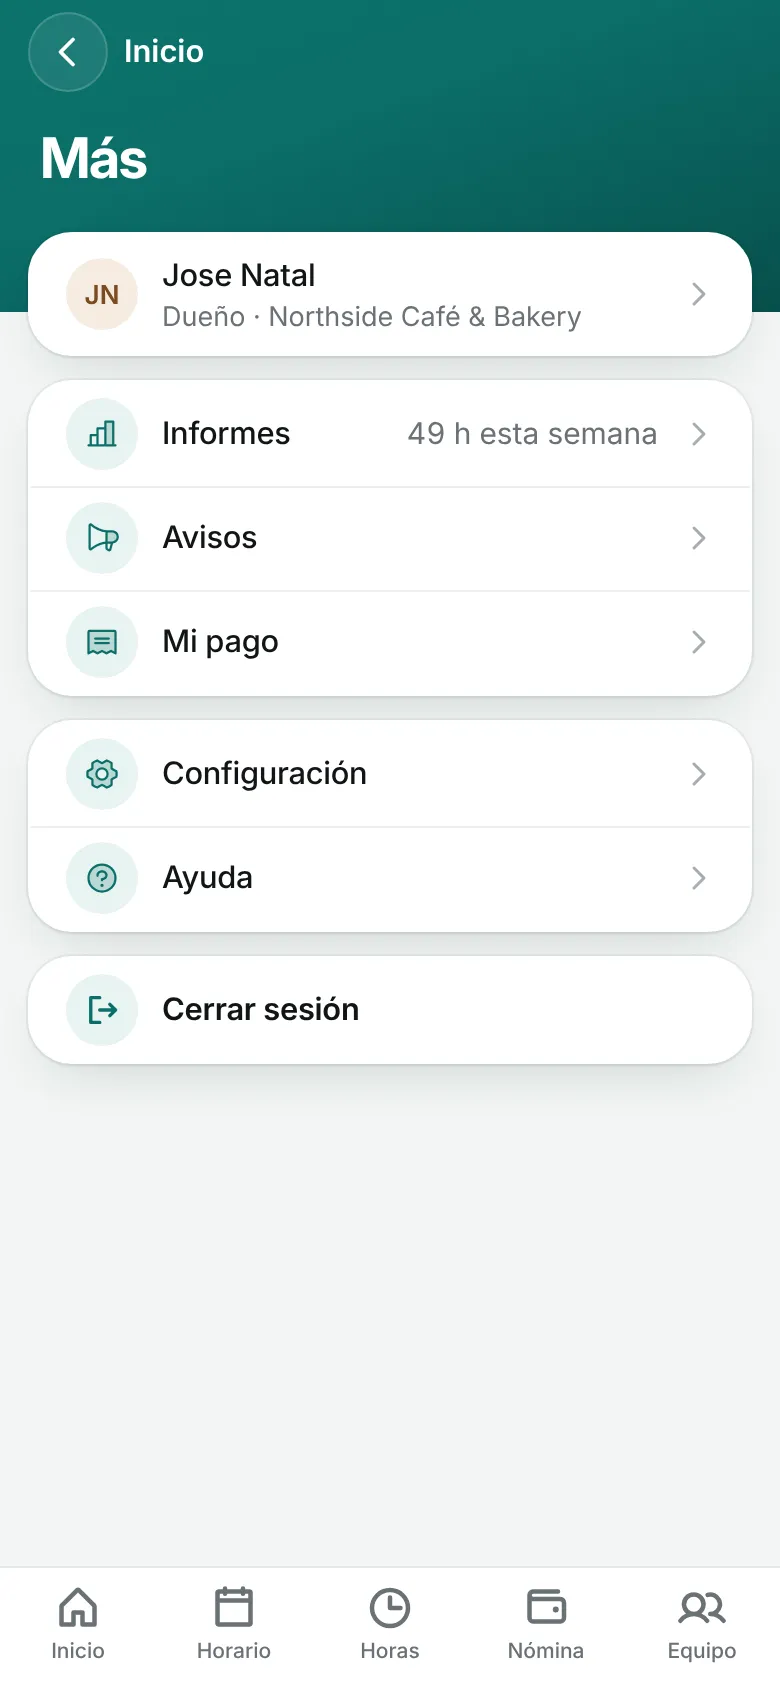 Inicio
Más
JN
Jose Natal
Dueño · Northside Café & Bakery
Informes
49 h esta semana
Avisos
Mi pago
Configuración
Ayuda
Cerrar sesión
Inicio
Horario
Horas
Nómina
Equipo